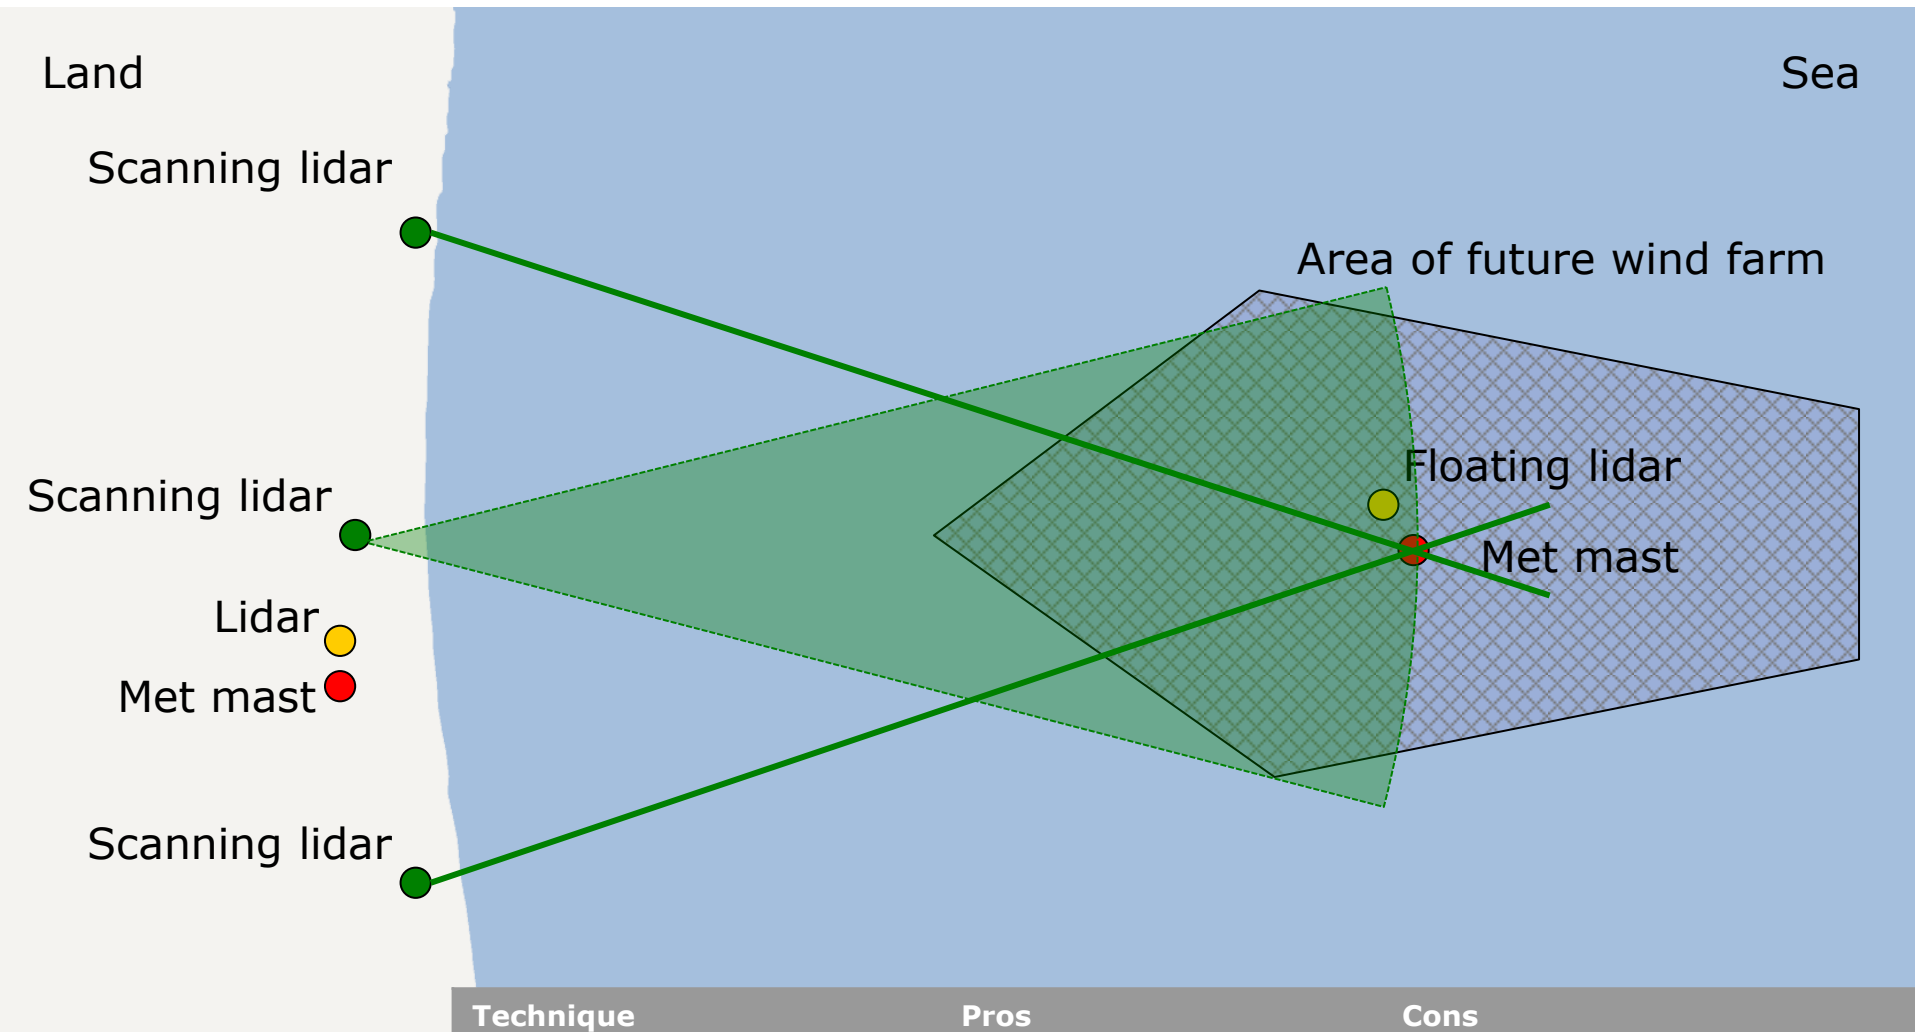 Land
Sea
Scanning lidar
Area of future wind farm
Floating lidar
Scanning lidar
Met mast
Lidar
Met mast
Scanning lidar
Technique Pros Cons